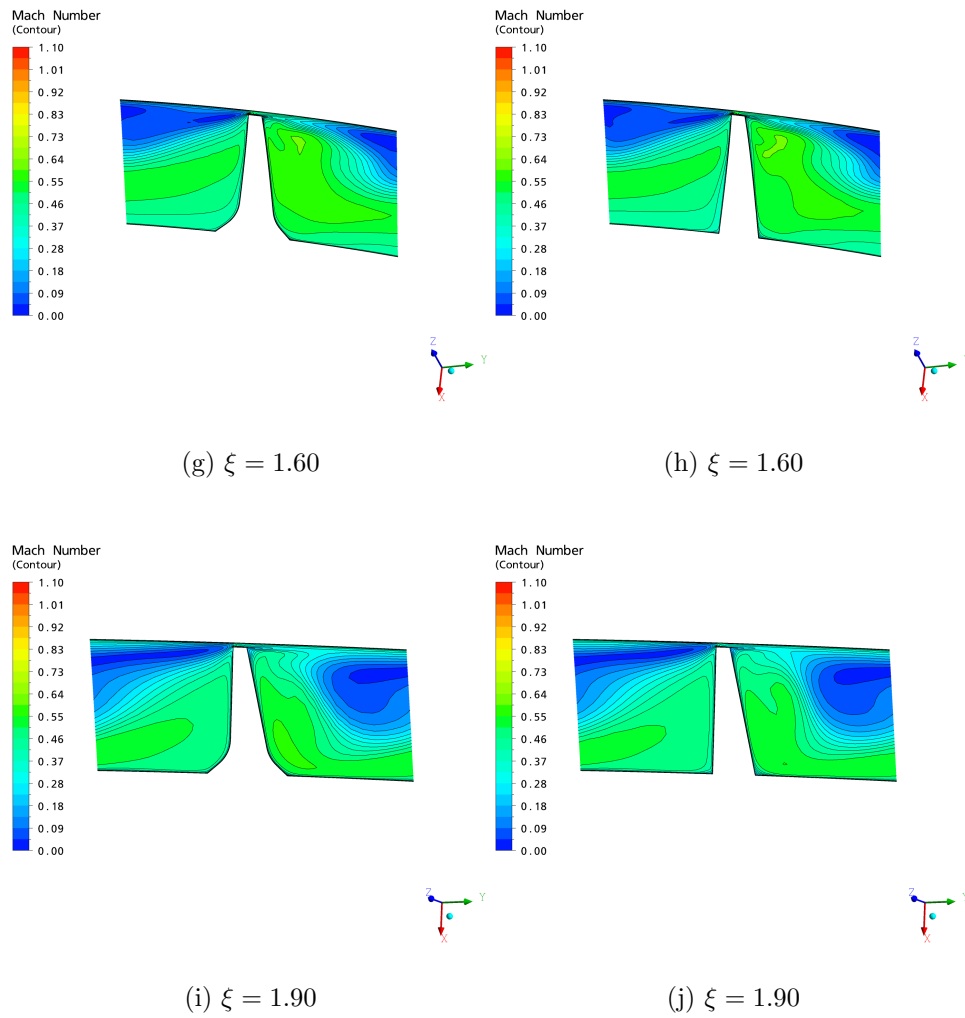 Mach Number
(Contour)
1.10
1.01
0.92
0.83
0.73
0.64
0.55
0.46
0.37
0.28
0.18
0.09
0.00
Z
Y
X
(g) ξ = 1.60
Mach Number
(Contour)
1.10
1.01
0.92
0.83
0.73
0.64
0.55
0.46
0.37
0.28
0.18
0.09
0.00
Z
X
(h) ξ = 1.60
Mach Number
(Contour)
1.10
1.01
0.92
0.83
0.73
0.64
0.55
0.46
0.37
0.28
0.18
0.09
0.00
Z
Y
X
(i) ξ = 1.90
Mach Number
(Contour)
1.10
1.01
0.92
0.83
0.73
0.64
0.55
0.46
0.37
0.28
0.18
0.09
0.00
Z
X
(j) ξ = 1.90